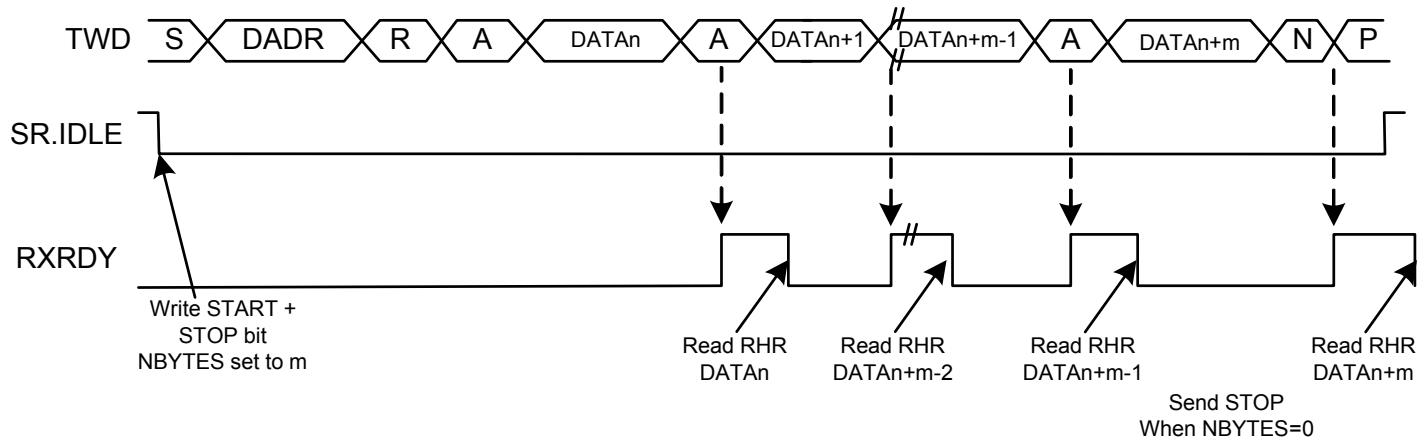 TWD S DADR R A DATAn A DATAn+1 DATAn+m-1 A DATAn+m N P
SR.IDLE
RXRDY
Write START +
STOP bit
NBYTES set to m
Read RHR
DATAn
Read RHR
DATAn+m-2
Read RHR
DATAn+m-1
Read RHR
DATAn+m
Send STOP
When NBYTES=0